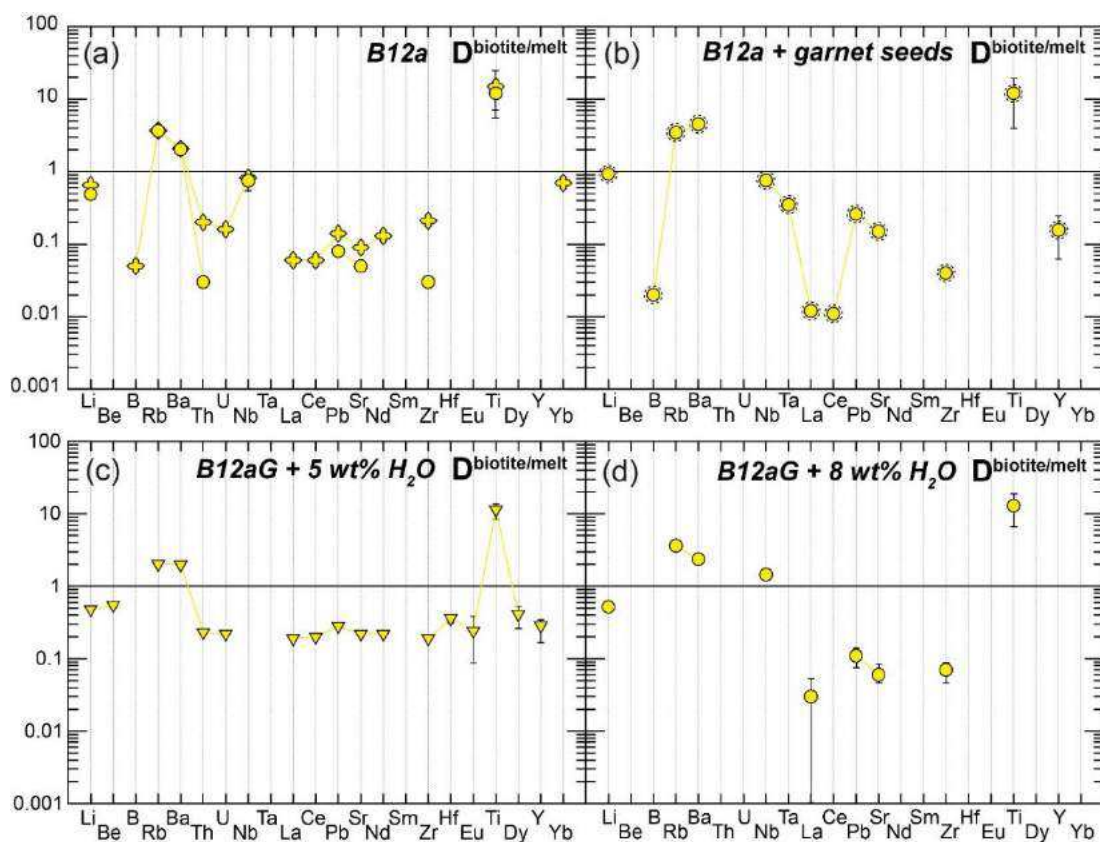 (a) B12a D^biotite/melt
(b) B12a + garnet seeds D^biotite/melt
100
10
1
0.1
0.01
0.001
Li Be B Rb Ba Th U Nb Ta La Ce Pb Sr Nd Sm Zr Hf Eu Ti Dy Y Yb
Li Be B Rb Ba Th U Nb Ta La Ce Pb Sr Nd Sm Zr Hf Eu Ti Dy Y Yb
(c) B12aG + 5 wt% H₂O D^biotite/melt
(d) B12aG + 8 wt% H₂O D^biotite/melt
100
10
1
0.1
0.01
0.001
Li Be B Rb Ba Th U Nb Ta La Ce Pb Sr Nd Sm Zr Hf Eu Ti Dy Y Yb
Li Be B Rb Ba Th U Nb Ta La Ce Pb Sr Nd Sm Zr Hf Eu Ti Dy Y Yb